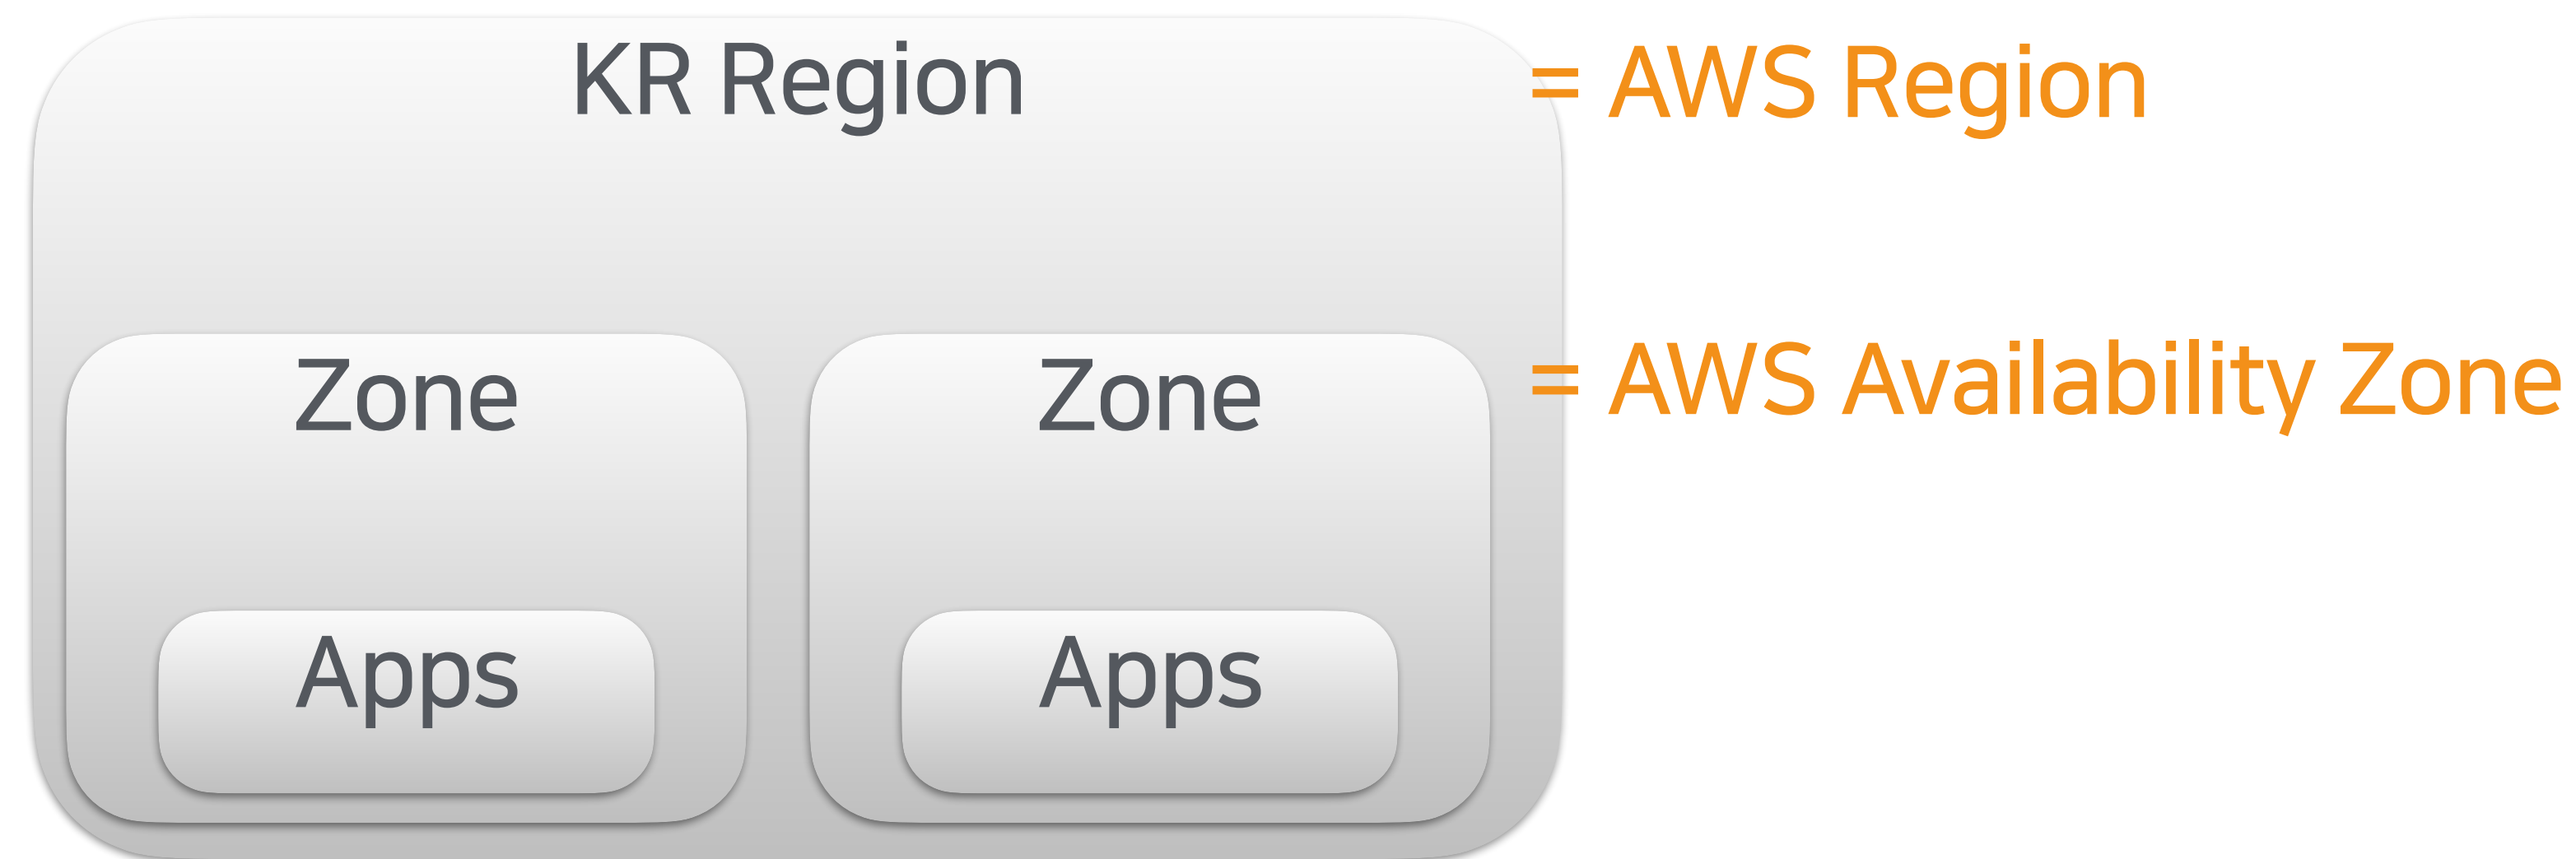 KR Region
= AWS Region
Zone
Zone
= AWS Availability Zone
Apps
Apps